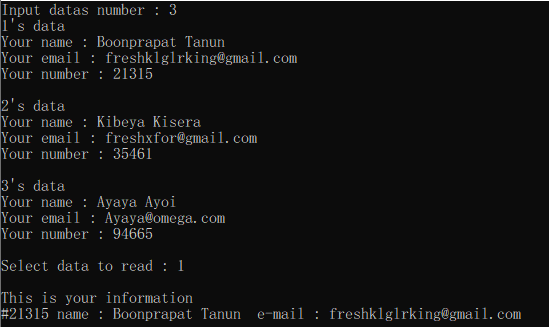 Input datas number : 3
1's data
Your name : Boonprapat Tanun
Your email : freshklglrking@gmail.com
Your number : 21315
2's data
Your name : Kibeya Kisera
Your email : freshxfor@gmail.com
Your number : 35461
3's data
Your name : Ayaya Ayoi
Your email : Ayaya@omega.com
Your number : 94665
Select data to read : 1
This is your information
#21315 name : Boonprapat Tanun  e-mail : freshklglrking@gmail.com